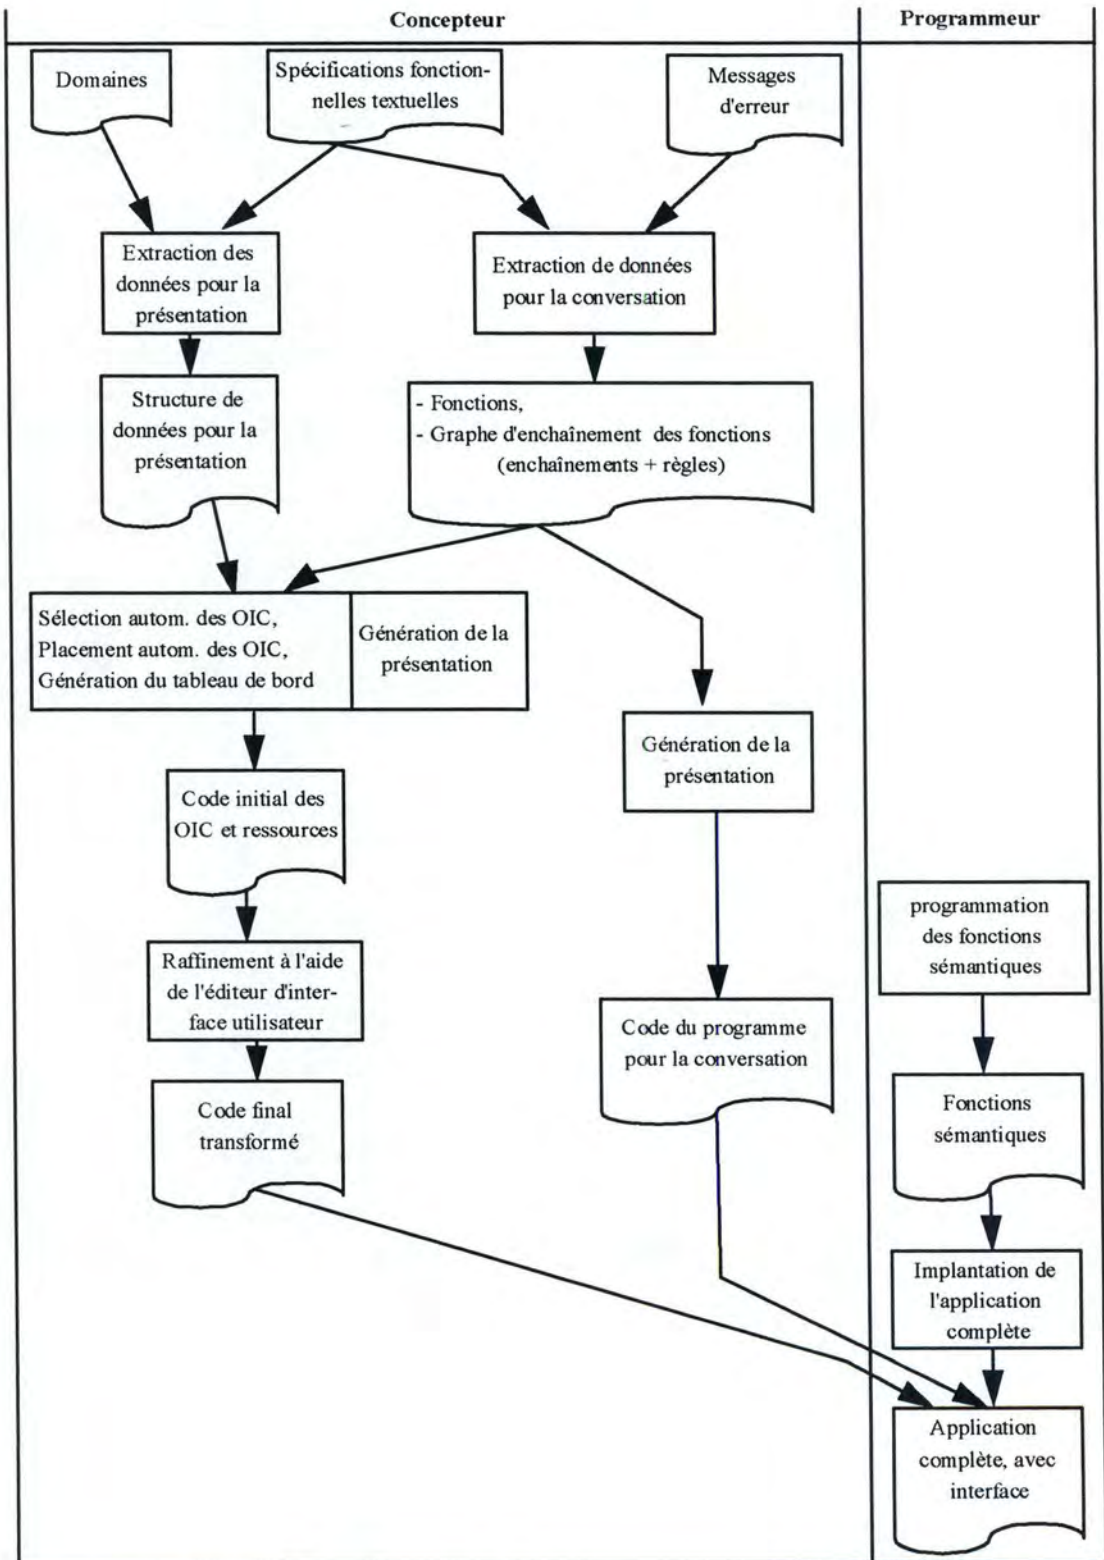 Concepteur
Programmeur
Domaines
Spécifications fonction-
nelles textuelles
Messages
d'erreur
Extraction des
données pour la
présentation
Extraction de données
pour la conversation
Structure de
données pour la
présentation
- Fonctions,
- Graphe d'enchaînement des fonctions
(enchaînements + règles)
Sélection autom. des OIC,
Placement autom. des OIC,
Génération du tableau de bord
Génération de la
présentation
Génération de la
présentation
Code initial des
OIC et ressources
programmation
des fonctions
sémantiques
Raffinement à l'aide
de l'éditeur d'inter-
face utilisateur
Code du programme
pour la conversation
Code final
transformé
Fonctions
sémantiques
Implantation de
l'application
complète
Application
complète, avec
interface